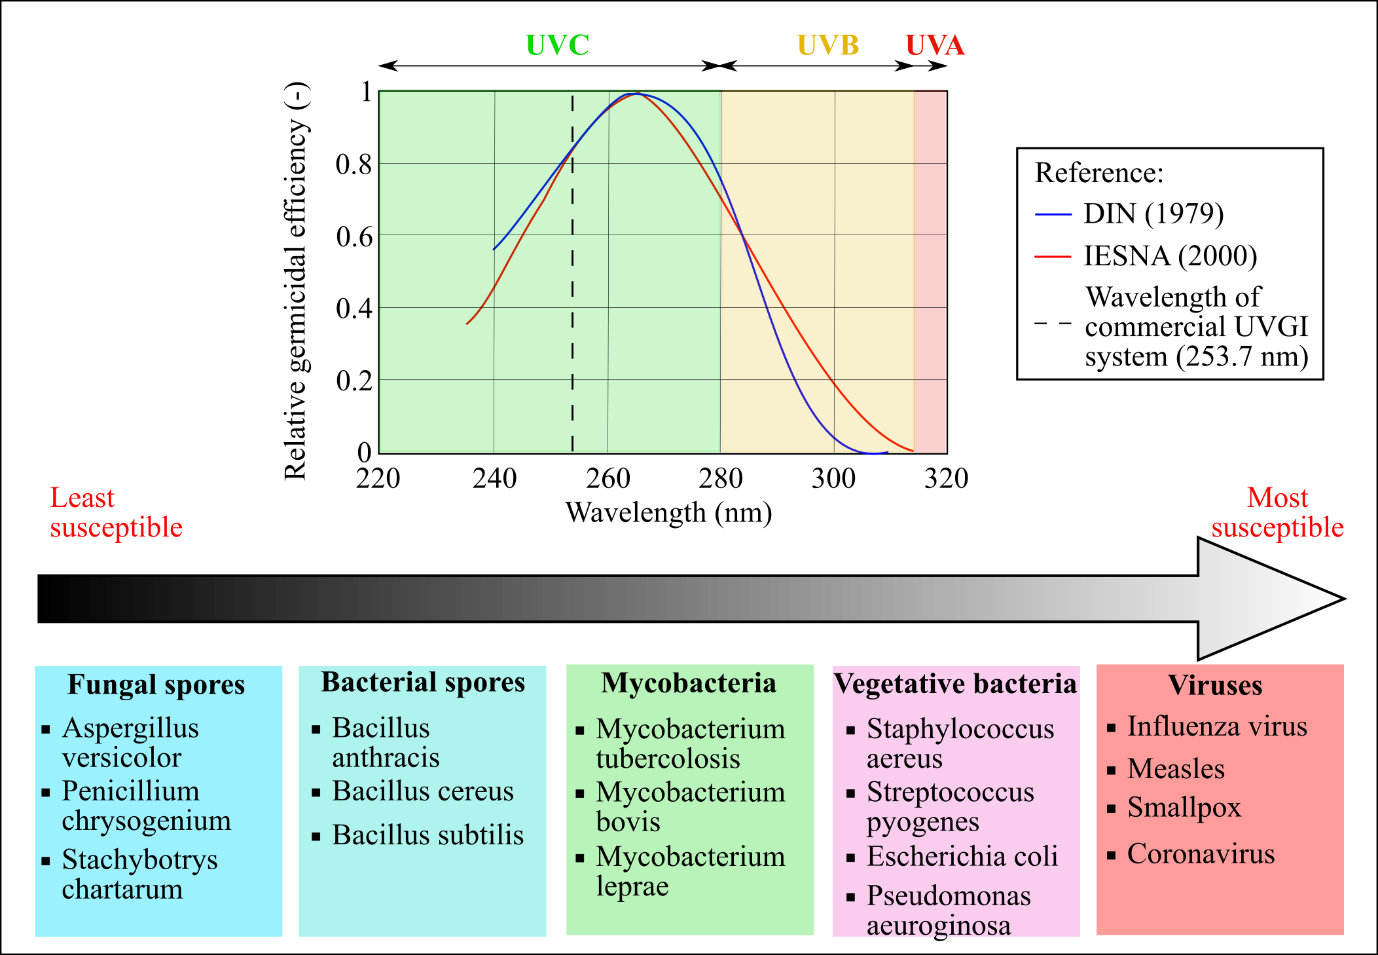 UVC UVB UVA
Relative germicidal efficiency (-)
1
0.8
0.6
0.4
0.2
0
220 240 260 280 300 320
Wavelength (nm)
Reference:
DIN (1979)
IESNA (2000)
Wavelength of
commercial UVGI
system (253.7 nm)
Least
susceptible
Most
susceptible
Fungal spores
Aspergillus
versicolor
Penicillium
chrysogenium
Stachybotrys
chartarum
Bacterial spores
Bacillus
anthracis
Bacillus cereus
Bacillus subtilis
Mycobacteria
Mycobacterium
tubercolosis
Mycobacterium
bovis
Mycobacterium
leprae
Vegetative bacteria
Staphylococcus
aereus
Streptococcus
pyogenes
Escherichia coli
Pseudomonas
aeuroginosa
Viruses
Influenza virus
Measles
Smallpox
Coronavirus